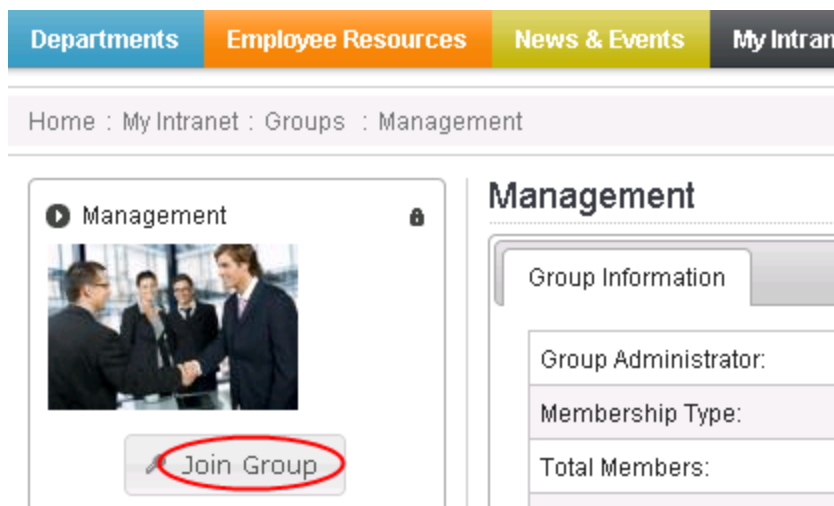 Departments Employee Resources News & Events My Intran
Home : My Intranet : Groups : Management
Management
Join Group
Management
Group Information
Group Administrator:
Membership Type:
Total Members: